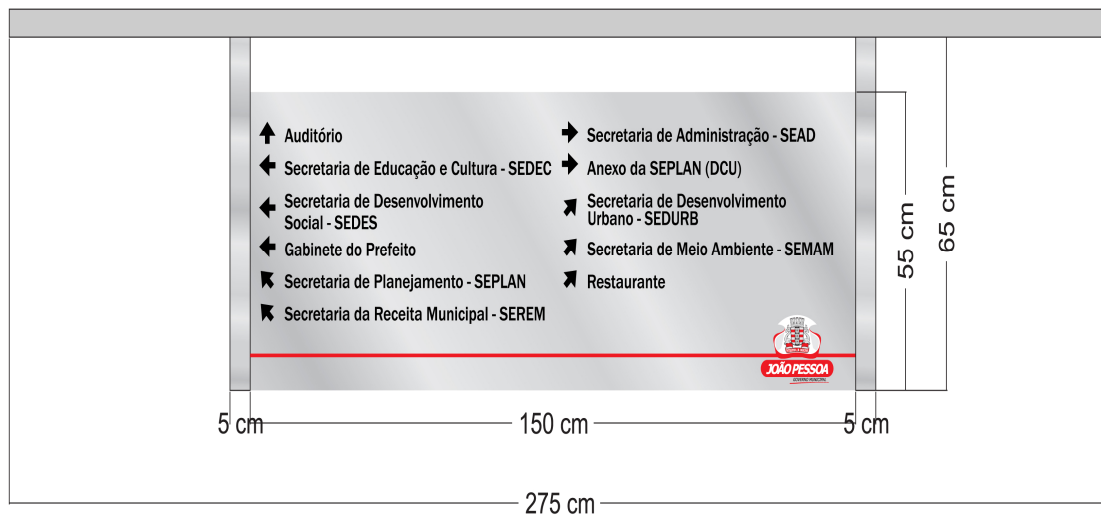 Auditório
Secretaria de Educação e Cultura - SEDEC
Secretaria de Desenvolvimento
Social - SEDES
Gabinete do Prefeito
Secretaria de Planejamento - SEPLAN
Secretaria da Receita Municipal - SEREM
Secretaria de Administração - SEAD
Anexo da SEPLAN (DCU)
Secretaria de Desenvolvimento
Urbano - SEDURB
Secretaria de Meio Ambiente - SEMAM
Restaurante
JOÃO PESSOA
GOVERNO MUNICIPAL
55 cm
65 cm
5 cm
150 cm
5 cm
275 cm